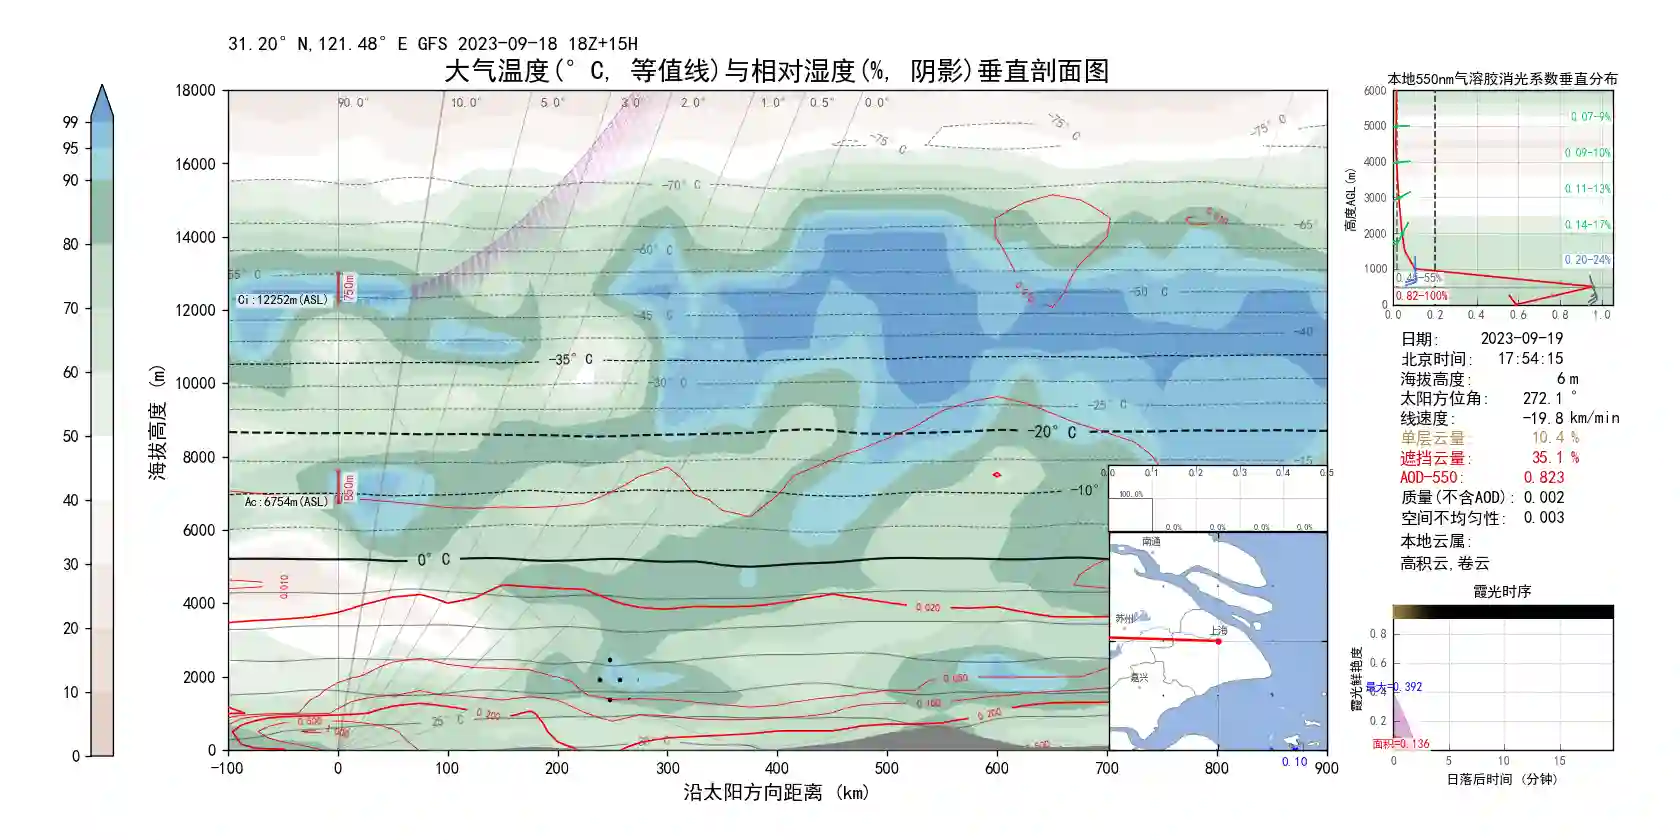 31.20° N,121.48° E GFS 2023-09-18 18Z+15H
大气温度(° C, 等值线)与相对湿度(%, 阴影)垂直剖面图
99
95
90
80
70
60
50
40
30
20
10
0
海拔高度 (m)
18000
16000
14000
12000
10000
8000
6000
4000
2000
0
90.0° 10.0° 5.0° 3.0° 2.0° 1.0° 0.5° 0.0°
-75° C
-75° C
-75° C
-70° C
-65°
-60° C
55° C
-50 C
-45 C
-40
-35° C
-30° C
-25° C
-20° C
-15
-10°
0° C
25° C
Ci:12252m(ASL)
750m
Ac:6754m(ASL)
850m
0.010
0.010
0.020
0.050
0.100
0.200
0.200
0.500
-100 0 100 200 300 400 500 600 700 800 900
沿太阳方向距离 (km)
0.0 0.1 0.2 0.3 0.4 0.5
100.0%
0.0% 0.0% 0.0% 0.0%
南通
苏州
上海
嘉兴
0.10
本地550nm气溶胶消光系数垂直分布
高度AGL(m)
6000
5000
4000
3000
2000
1000
0
0.07-9%
0.09-10%
0.11-13%
0.14-17%
0.20-24%
0.45-55%
0.82-100%
0.0 0.2 0.4 0.6 0.8 1.0
日期: 2023-09-19
北京时间: 17:54:15
海拔高度: 6 m
太阳方位角: 272.1 °
线速度: -19.8 km/min
单层云量: 10.4 %
遮挡云量: 35.1 %
AOD-550: 0.823
质量(不含AOD): 0.002
空间不均匀性: 0.003
本地云属:
高积云,卷云
霞光时序
霞光鲜艳度
0.8
0.6
0.4
0.2
0
最大=0.392
面积=0.136
0 5 10 15
日落后时间 (分钟)